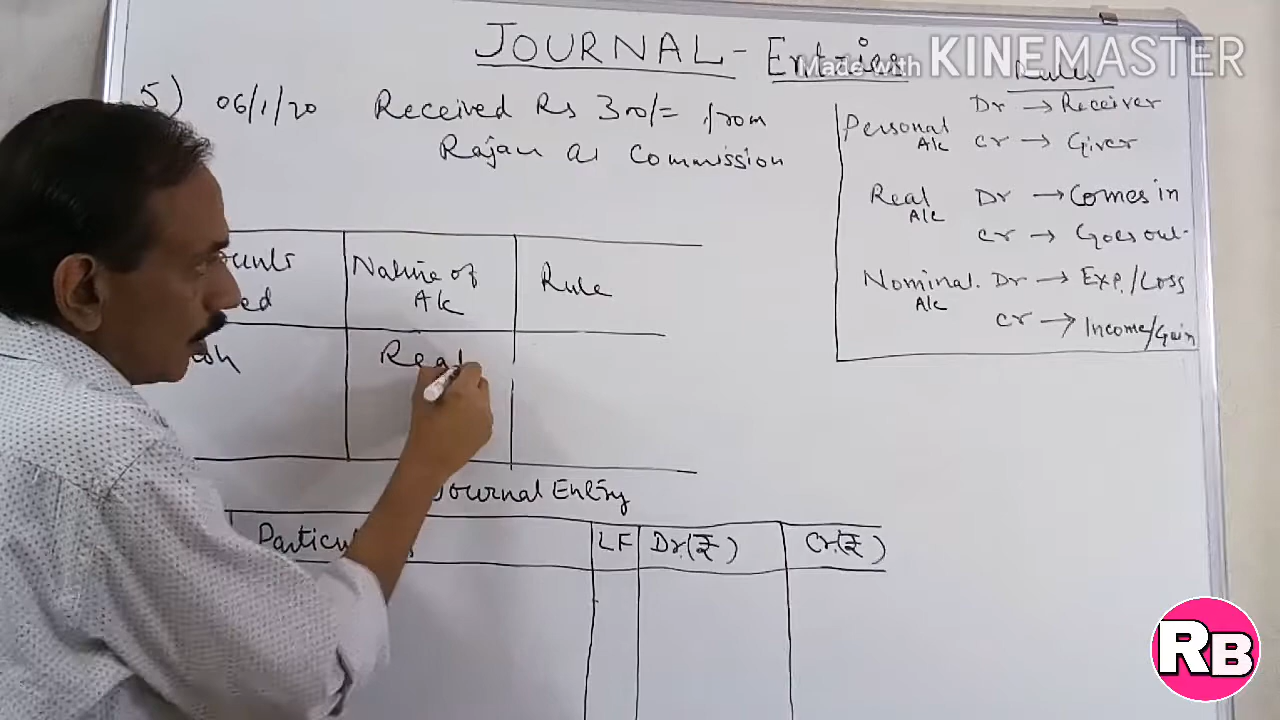 JOURNAL - Entries
Made with KINEMASTER
5) 06/1/20 Received Rs 300/= from
Rajan as Commission
Rules
Personal A/c Dr → Receiver
Cr → Giver
Real A/c Dr → Comes in
Cr → Goes out
Nominal A/c Dr → Exp./Loss
Cr → Income/Gain
Nature of A/c
Rule
Real
Journal Entry
LF Dr(₹) Cr.(₹)
RB